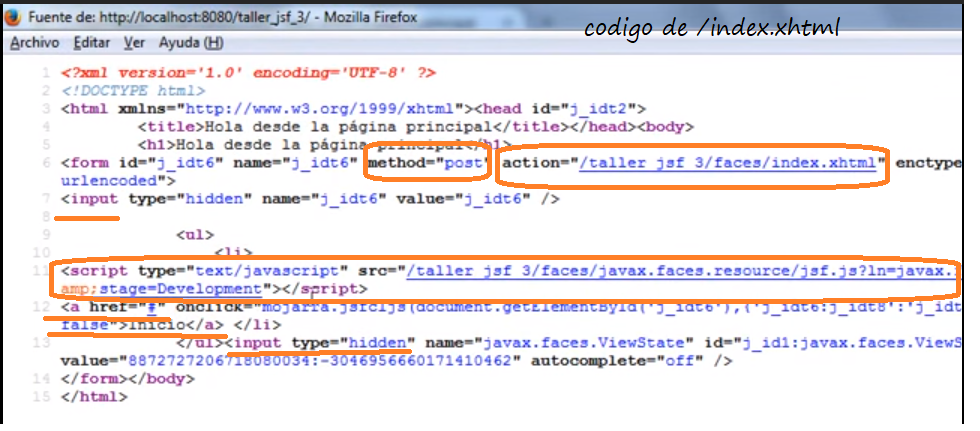 Fuente de: http://localhost:8080/taller_jsf_3/ - Mozilla Firefox
codigo de /index.xhtml
Archivo Editar Ver Ayuda (H)
1 <?xml version='1.0' encoding='UTF-8' ?>
2 <!DOCTYPE html>
3 <html xmlns="http://www.w3.org/1999/xhtml"><head id="j_idt2">
4 <title>Hola desde la página principal</title></head><body>
5 <h1>Hola desde la página principal</h1>
6 <form id="j_idt6" name="j_idt6" method="post" action="/taller_jsf_3/faces/index.xhtml" enctype
urlencoded">
7 <input type="hidden" name="j_idt6" value="j_idt6" />
8
9 <ul>
10 <li>
11 <script type="text/javascript" src="/taller_jsf_3/faces/javax.faces.resource/jsf.js?ln=javax.
amp;stage=Development"></script>
12 <a href="#" onclick="mojarra.jsfcljs(document.getElementById('j_idt6'),{'j_idt6:j_idt8':'j_idt
false">Inicio</a> </li>
13 </ul><input type="hidden" name="javax.faces.ViewState" id="j_id1:javax.faces.ViewS
value="8872727206718080034:-3046956660171410462" autocomplete="off" />
14 </form></body>
15 </html>